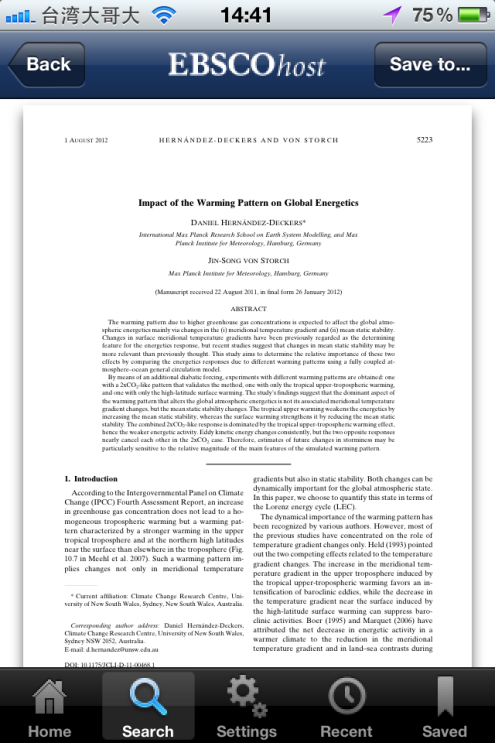 台湾大哥大 14:41 75%
Back EBSCOhost Save to...
1 AUGUST 2012 HERNÁNDEZ-DECKERS AND VON STORCH 5223
Impact of the Warming Pattern on Global Energetics
DANIEL HERNÁNDEZ-DECKERS*
International Max Planck Research School on Earth System Modelling, and Max
Planck Institute for Meteorology, Hamburg, Germany
JIN-SONG VON STORCH
Max Planck Institute for Meteorology, Hamburg, Germany
(Manuscript received 22 August 2011, in final form 26 January 2012)
ABSTRACT
The warming pattern due to higher greenhouse gas concentrations is expected to affect the global atmo-
spheric energetics mainly via changes in the (i) meridional temperature gradient and (ii) mean static stability.
Changes in surface meridional temperature gradients have been previously regarded as the determining
feature for the energetics response, but recent studies suggest that changes in mean static stability may be
more relevant than previously thought. This study aims to determine the relative importance of these two
effects by comparing the energetics responses due to different warming patterns using a fully coupled at-
mosphere–ocean general circulation model.
By means of an additional diabatic forcing, experiments with different warming patterns are obtained: one
with a 2xCO₂-like pattern that validates the method, one with only the tropical upper-tropospheric warming,
and one with only the high-latitude surface warming. The study's findings suggest that the dominant aspect of
the warming pattern that alters the global atmospheric energetics is not its associated meridional temperature
gradient changes, but the mean static stability changes. The tropical upper warming weakens the energetics by
increasing the mean static stability, whereas the surface warming strengthens it by reducing the mean static
stability. The combined 2xCO₂-like response is dominated by the tropical upper-tropospheric warming effect,
hence the weaker energetic activity. Eddy kinetic energy changes consistently, but the two opposite responses
nearly cancel each other in the 2xCO₂ case. Therefore, estimates of future changes in storminess may be
particularly sensitive to the relative magnitude of the main features of the simulated warming pattern.
1. Introduction
According to the Intergovernmental Panel on Climate
Change (IPCC) Fourth Assessment Report, an increase
in greenhouse gas concentration does not lead to a ho-
mogeneous tropospheric warming but a warming pat-
tern characterized by a stronger warming in the upper
tropical troposphere and at the northern high latitudes
near the surface than elsewhere in the troposphere (Fig.
10.7 in Meehl et al. 2007). Such a warming pattern im-
plies changes not only in meridional temperature
* Current affiliation: Climate Change Research Centre, Uni-
versity of New South Wales, Sydney, New South Wales, Australia.
Corresponding author address: Daniel Hernández-Deckers,
Climate Change Research Centre, University of New South Wales,
Sydney NSW 2052, Australia.
E-mail: d.hernandez@unsw.edu.au
DOI: 10.1175/JCLI-D-11-00468.1
gradients but also in static stability. Both changes can be
dynamically important for the global atmospheric state.
In this paper, we choose to quantify this state in terms of
the Lorenz energy cycle (LEC).
The dynamical importance of the warming pattern has
been recognized by various authors. However, most of
the previous studies have concentrated on the role of
temperature gradient changes only. Held (1993) pointed
out the two competing effects related to the temperature
gradient changes. The increase in the meridional tem-
perature gradient in the upper troposphere induced by
the tropical upper-tropospheric warming favors an in-
tensification of baroclinic eddies, while the decrease in
the temperature gradient near the surface induced by
the high-latitude surface warming can suppress baro-
clinic activities. Boer (1995) and Marquet (2006) have
attributed the net decrease in energetic activity in a
warmer climate to the reduction in the meridional
temperature gradient and in land–sea contrasts during
Home Search Settings Recent Saved